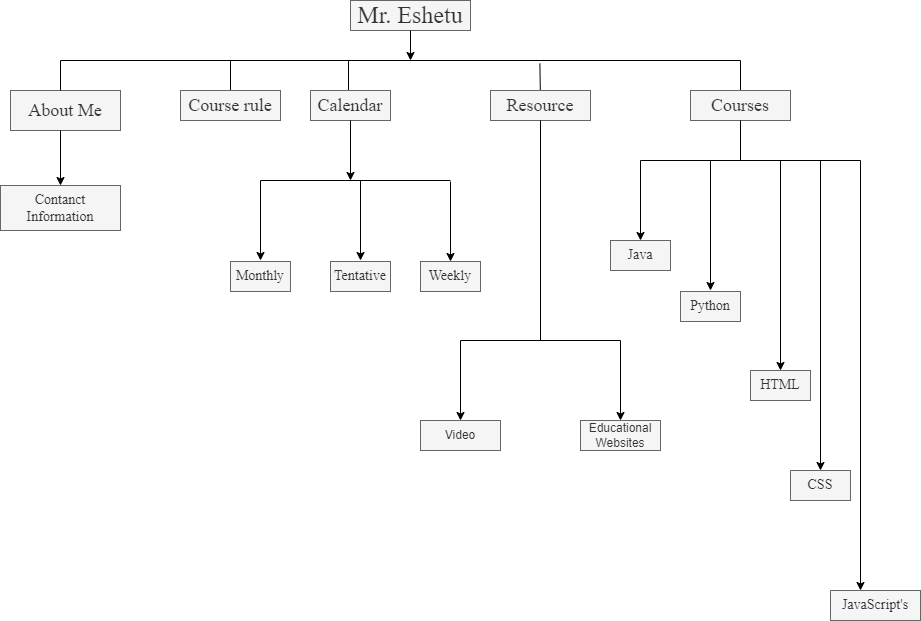 Mr. Eshetu
About Me
Course rule
Calendar
Resource
Courses
Contanct
Information
Java
Monthly
Tentative
Weekly
Python
HTML
Video
Educational
Websites
CSS
JavaScript's